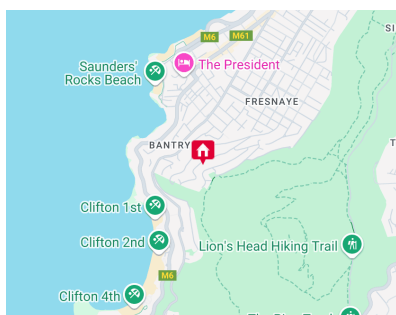 M6
M61
SI
Saunders'
Rocks Beach
The President
FRESNAYE
BANTRY
T
Clifton 1st
Clifton 2nd
Lion's Head Hiking Trail
M6
Clifton 4th